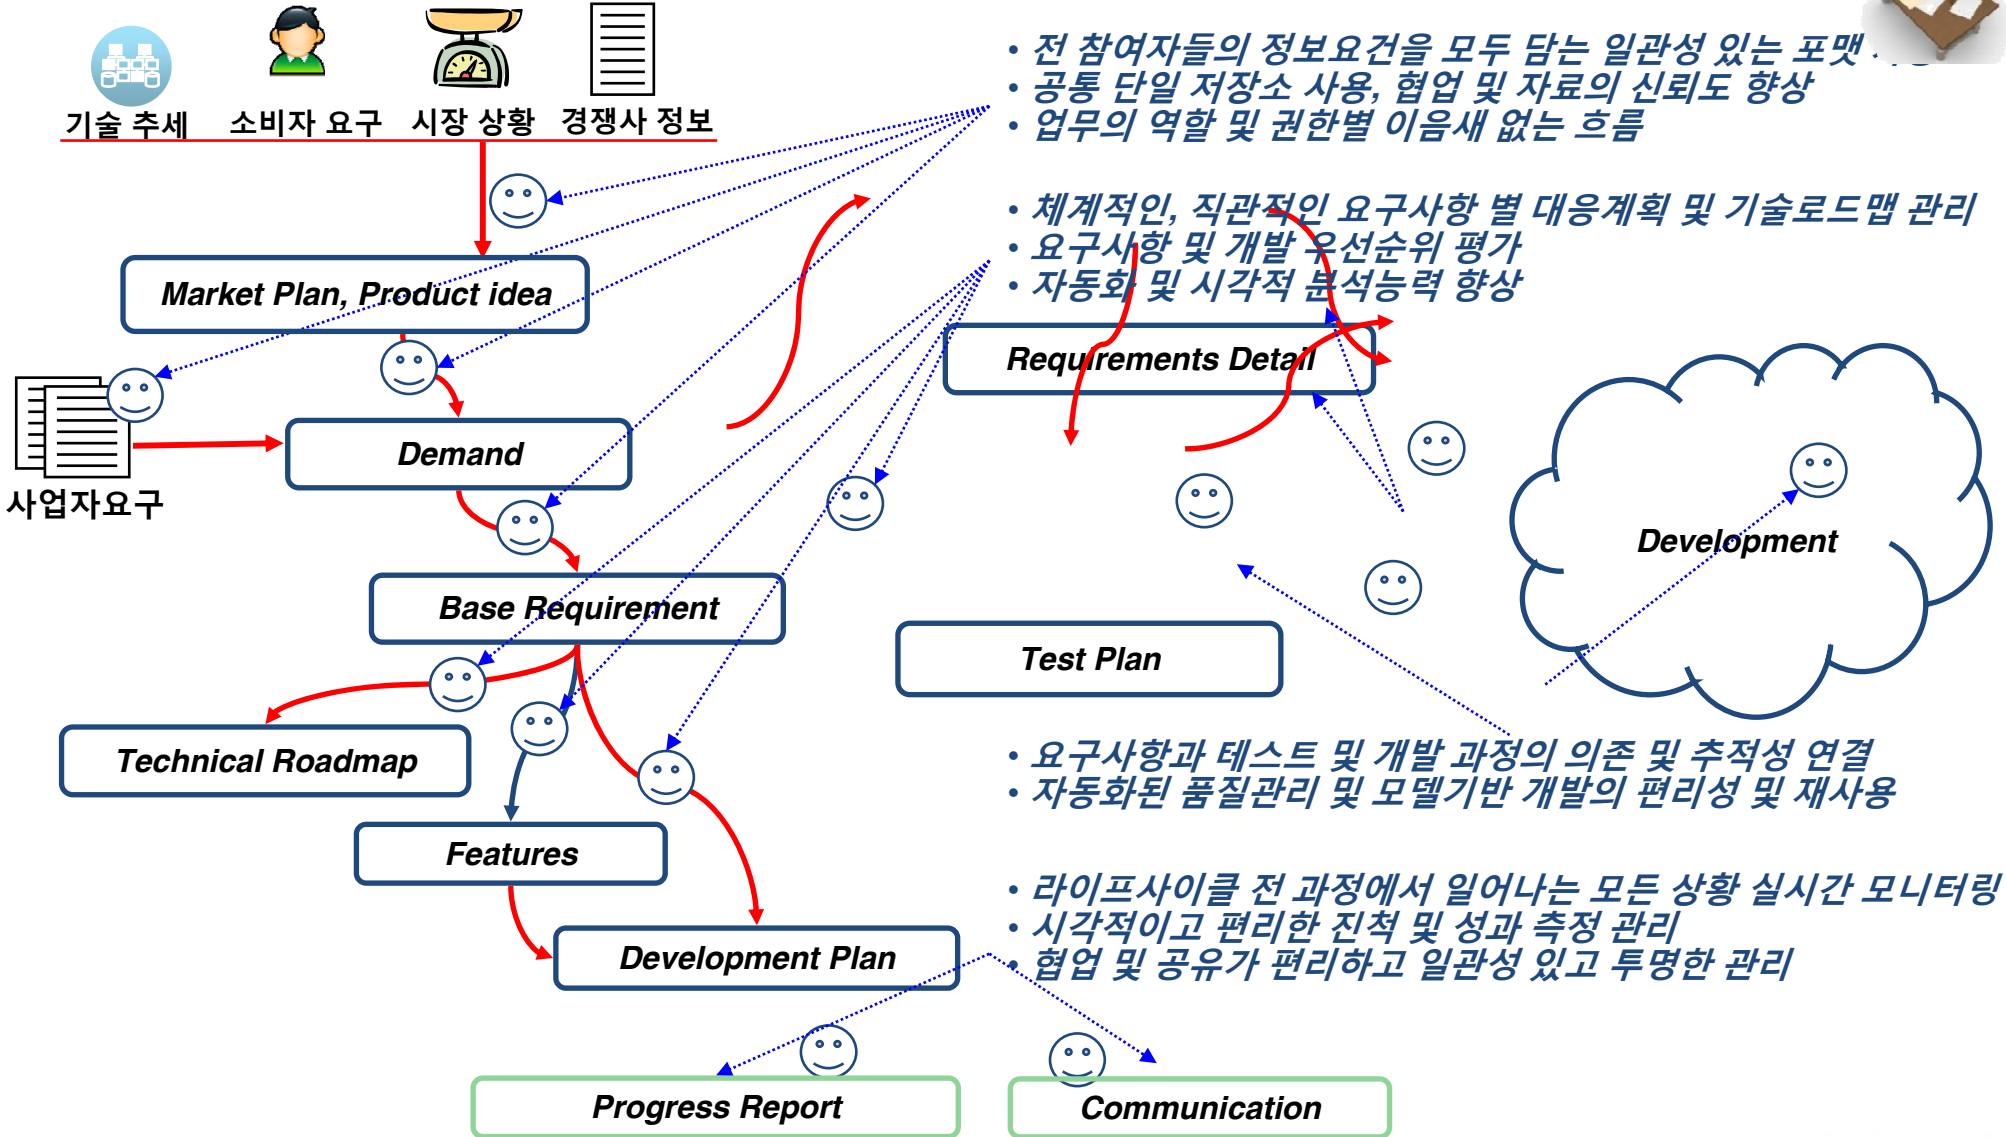 기술 추세
소비자 요구
시장 상황
경쟁사 정보
• 전 참여자들의 정보요건을 모두 담는 일관성 있는 포맷
• 공통 단일 저장소 사용, 협업 및 자료의 신뢰도 향상
• 업무의 역할 및 권한별 이음새 없는 흐름
• 체계적인, 직관적인 요구사항 별 대응계획 및 기술로드맵 관리
• 요구사항 및 개발 우선순위 평가
• 자동화 및 시각적 분석능력 향상
Market Plan, Product idea
Requirements Detail
사업자요구
Demand
Development
Base Requirement
Test Plan
Technical Roadmap
• 요구사항과 테스트 및 개발 과정의 의존 및 추적성 연결
• 자동화된 품질관리 및 모델기반 개발의 편리성 및 재사용
Features
• 라이프사이클 전 과정에서 일어나는 모든 상황 실시간 모니터링
• 시각적이고 편리한 진척 및 성과 측정 관리
• 협업 및 공유가 편리하고 일관성 있고 투명한 관리
Development Plan
Progress Report
Communication